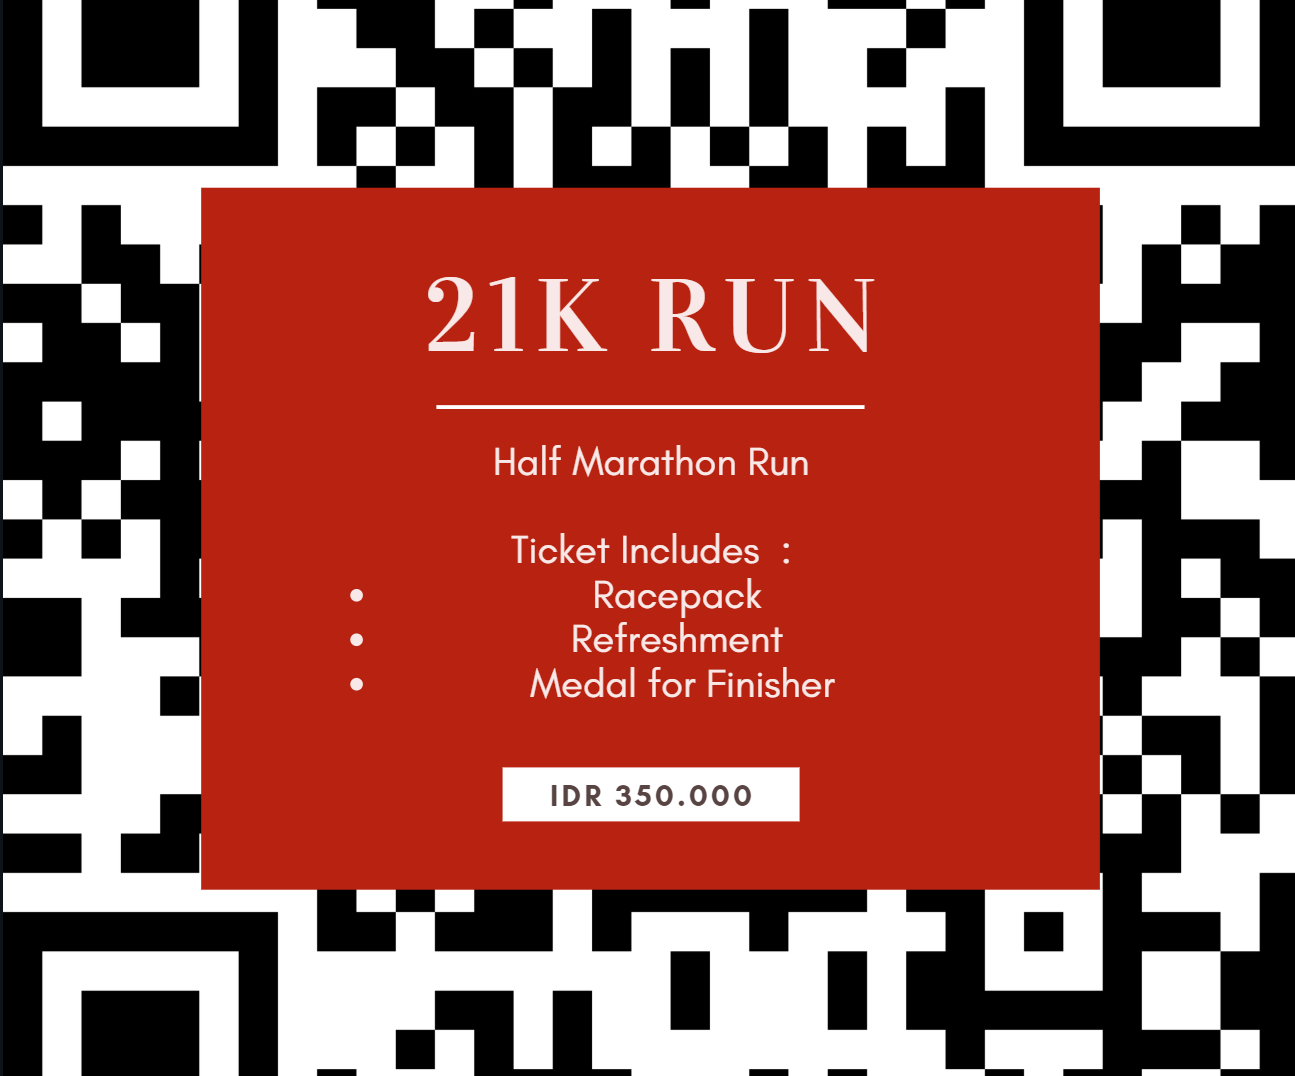 21K RUN
Half Marathon Run
Ticket Includes  :
• Racepack
• Refreshment
• Medal for Finisher
IDR 350.000